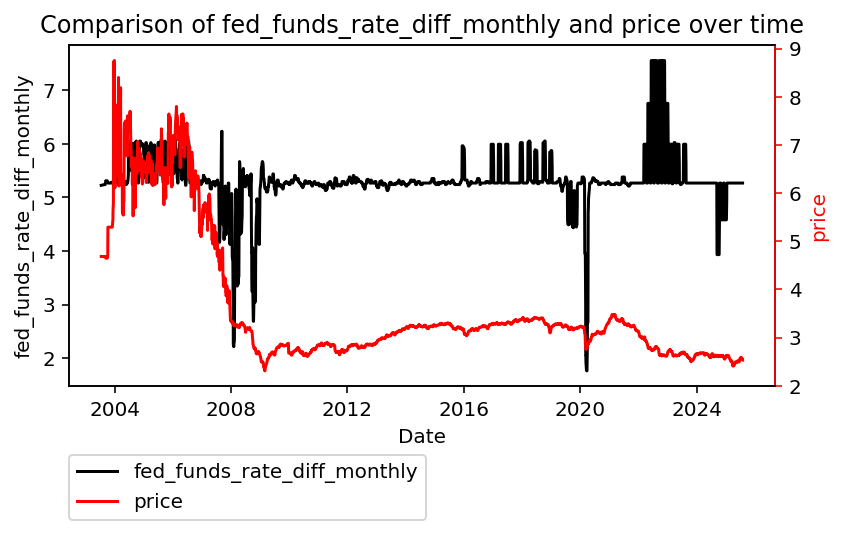 Comparison of fed_funds_rate_diff_monthly and price over time
fed_funds_rate_diff_monthly
7
6
5
4
3
2
9
8
7
6
5
4
3
2
price
2004 2008 2012 2016 2020 2024
Date
fed_funds_rate_diff_monthly
price